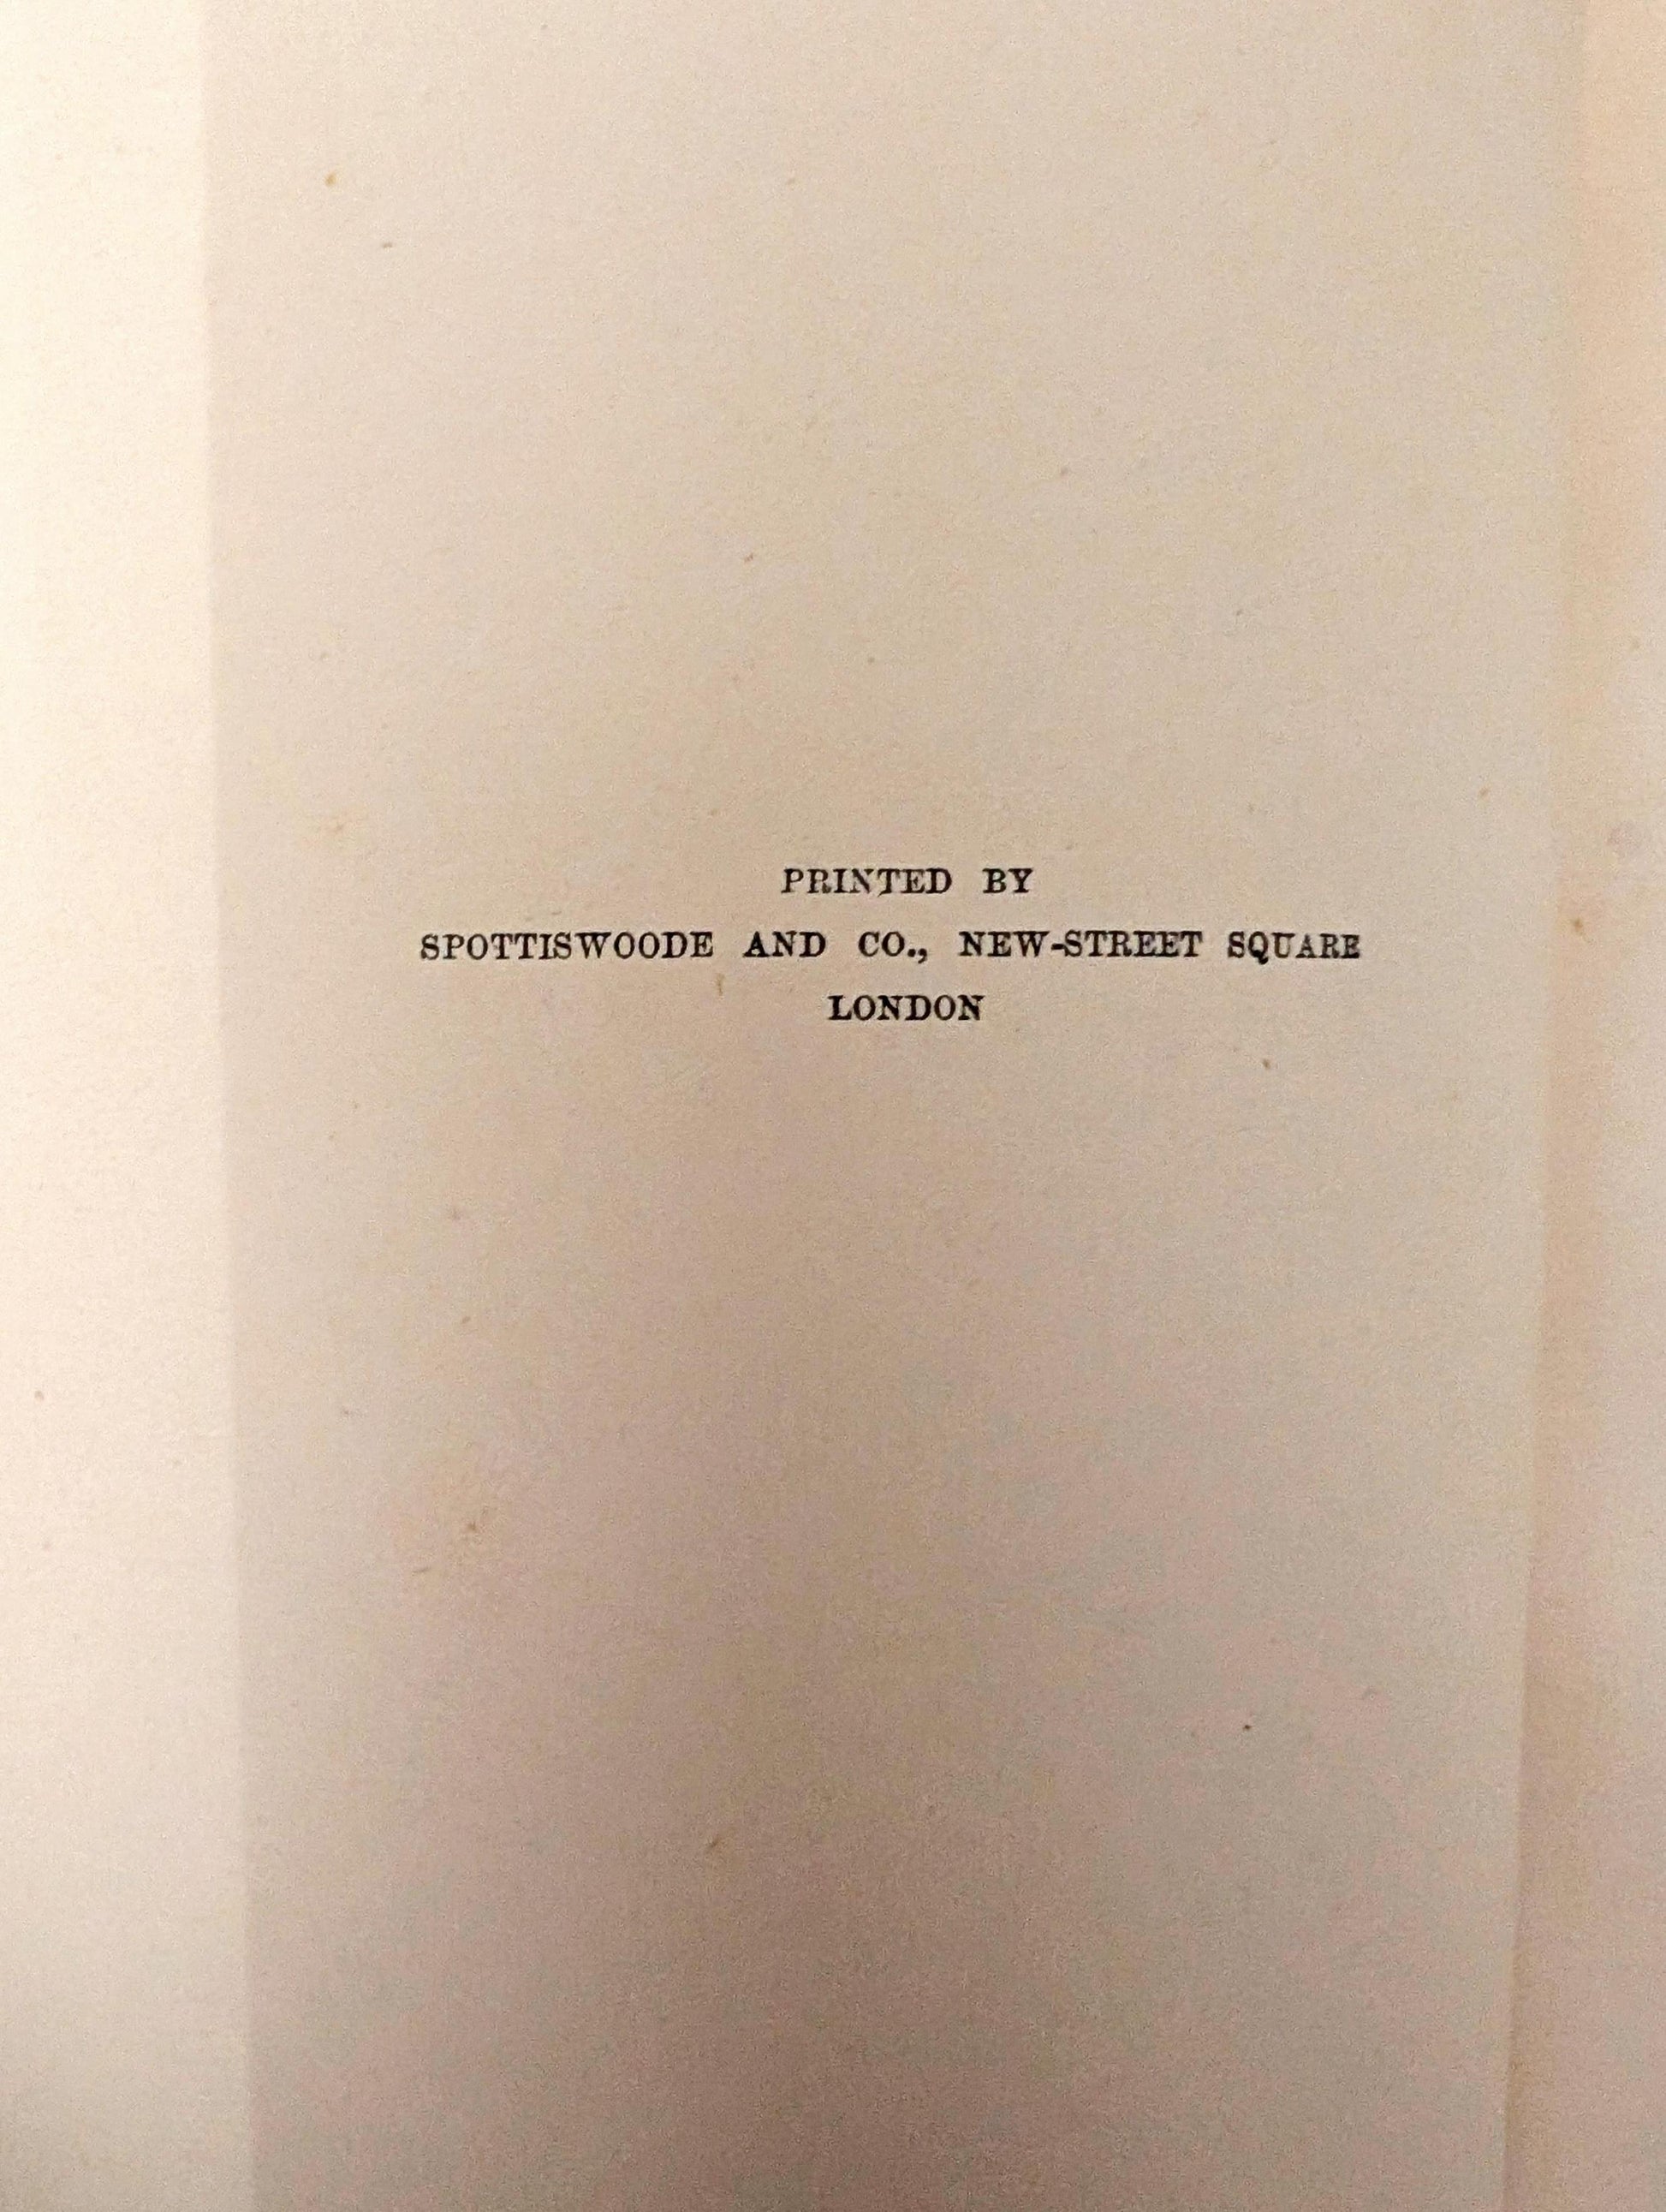 PRINTED BY
SPOTTISWOODE AND CO., NEW-STREET SQUARE
LONDON